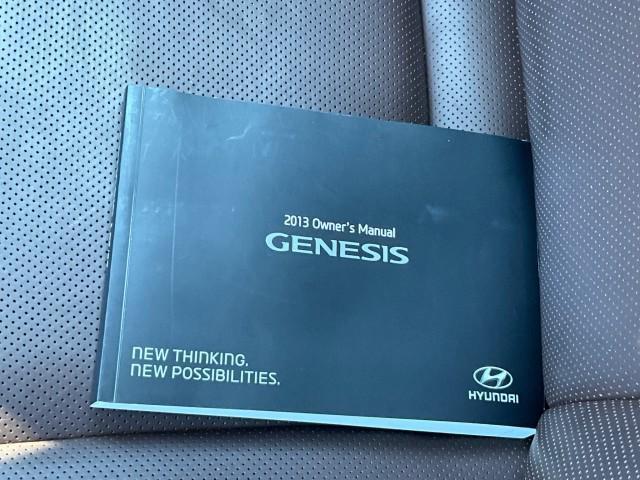 2013 Owner's Manual
GENESIS
NEW THINKING.
NEW POSSIBILITIES.
HYUNDAI